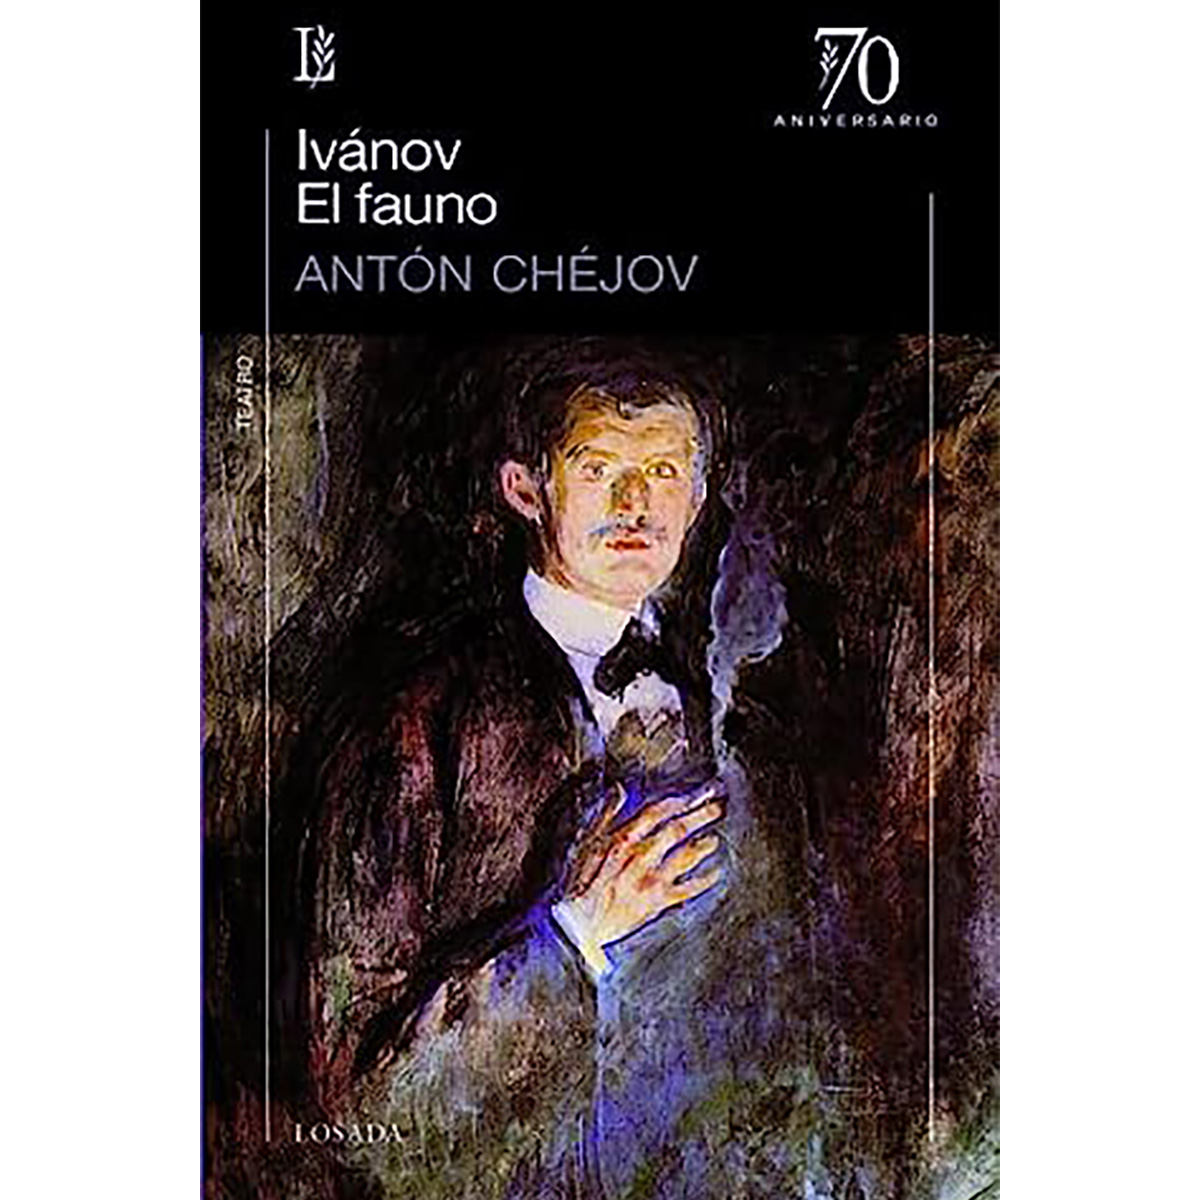 L
70
ANIVERSARIO
Ivánov
El fauno
ANTÓN CHÉJOV
TEATRO
LOSADA